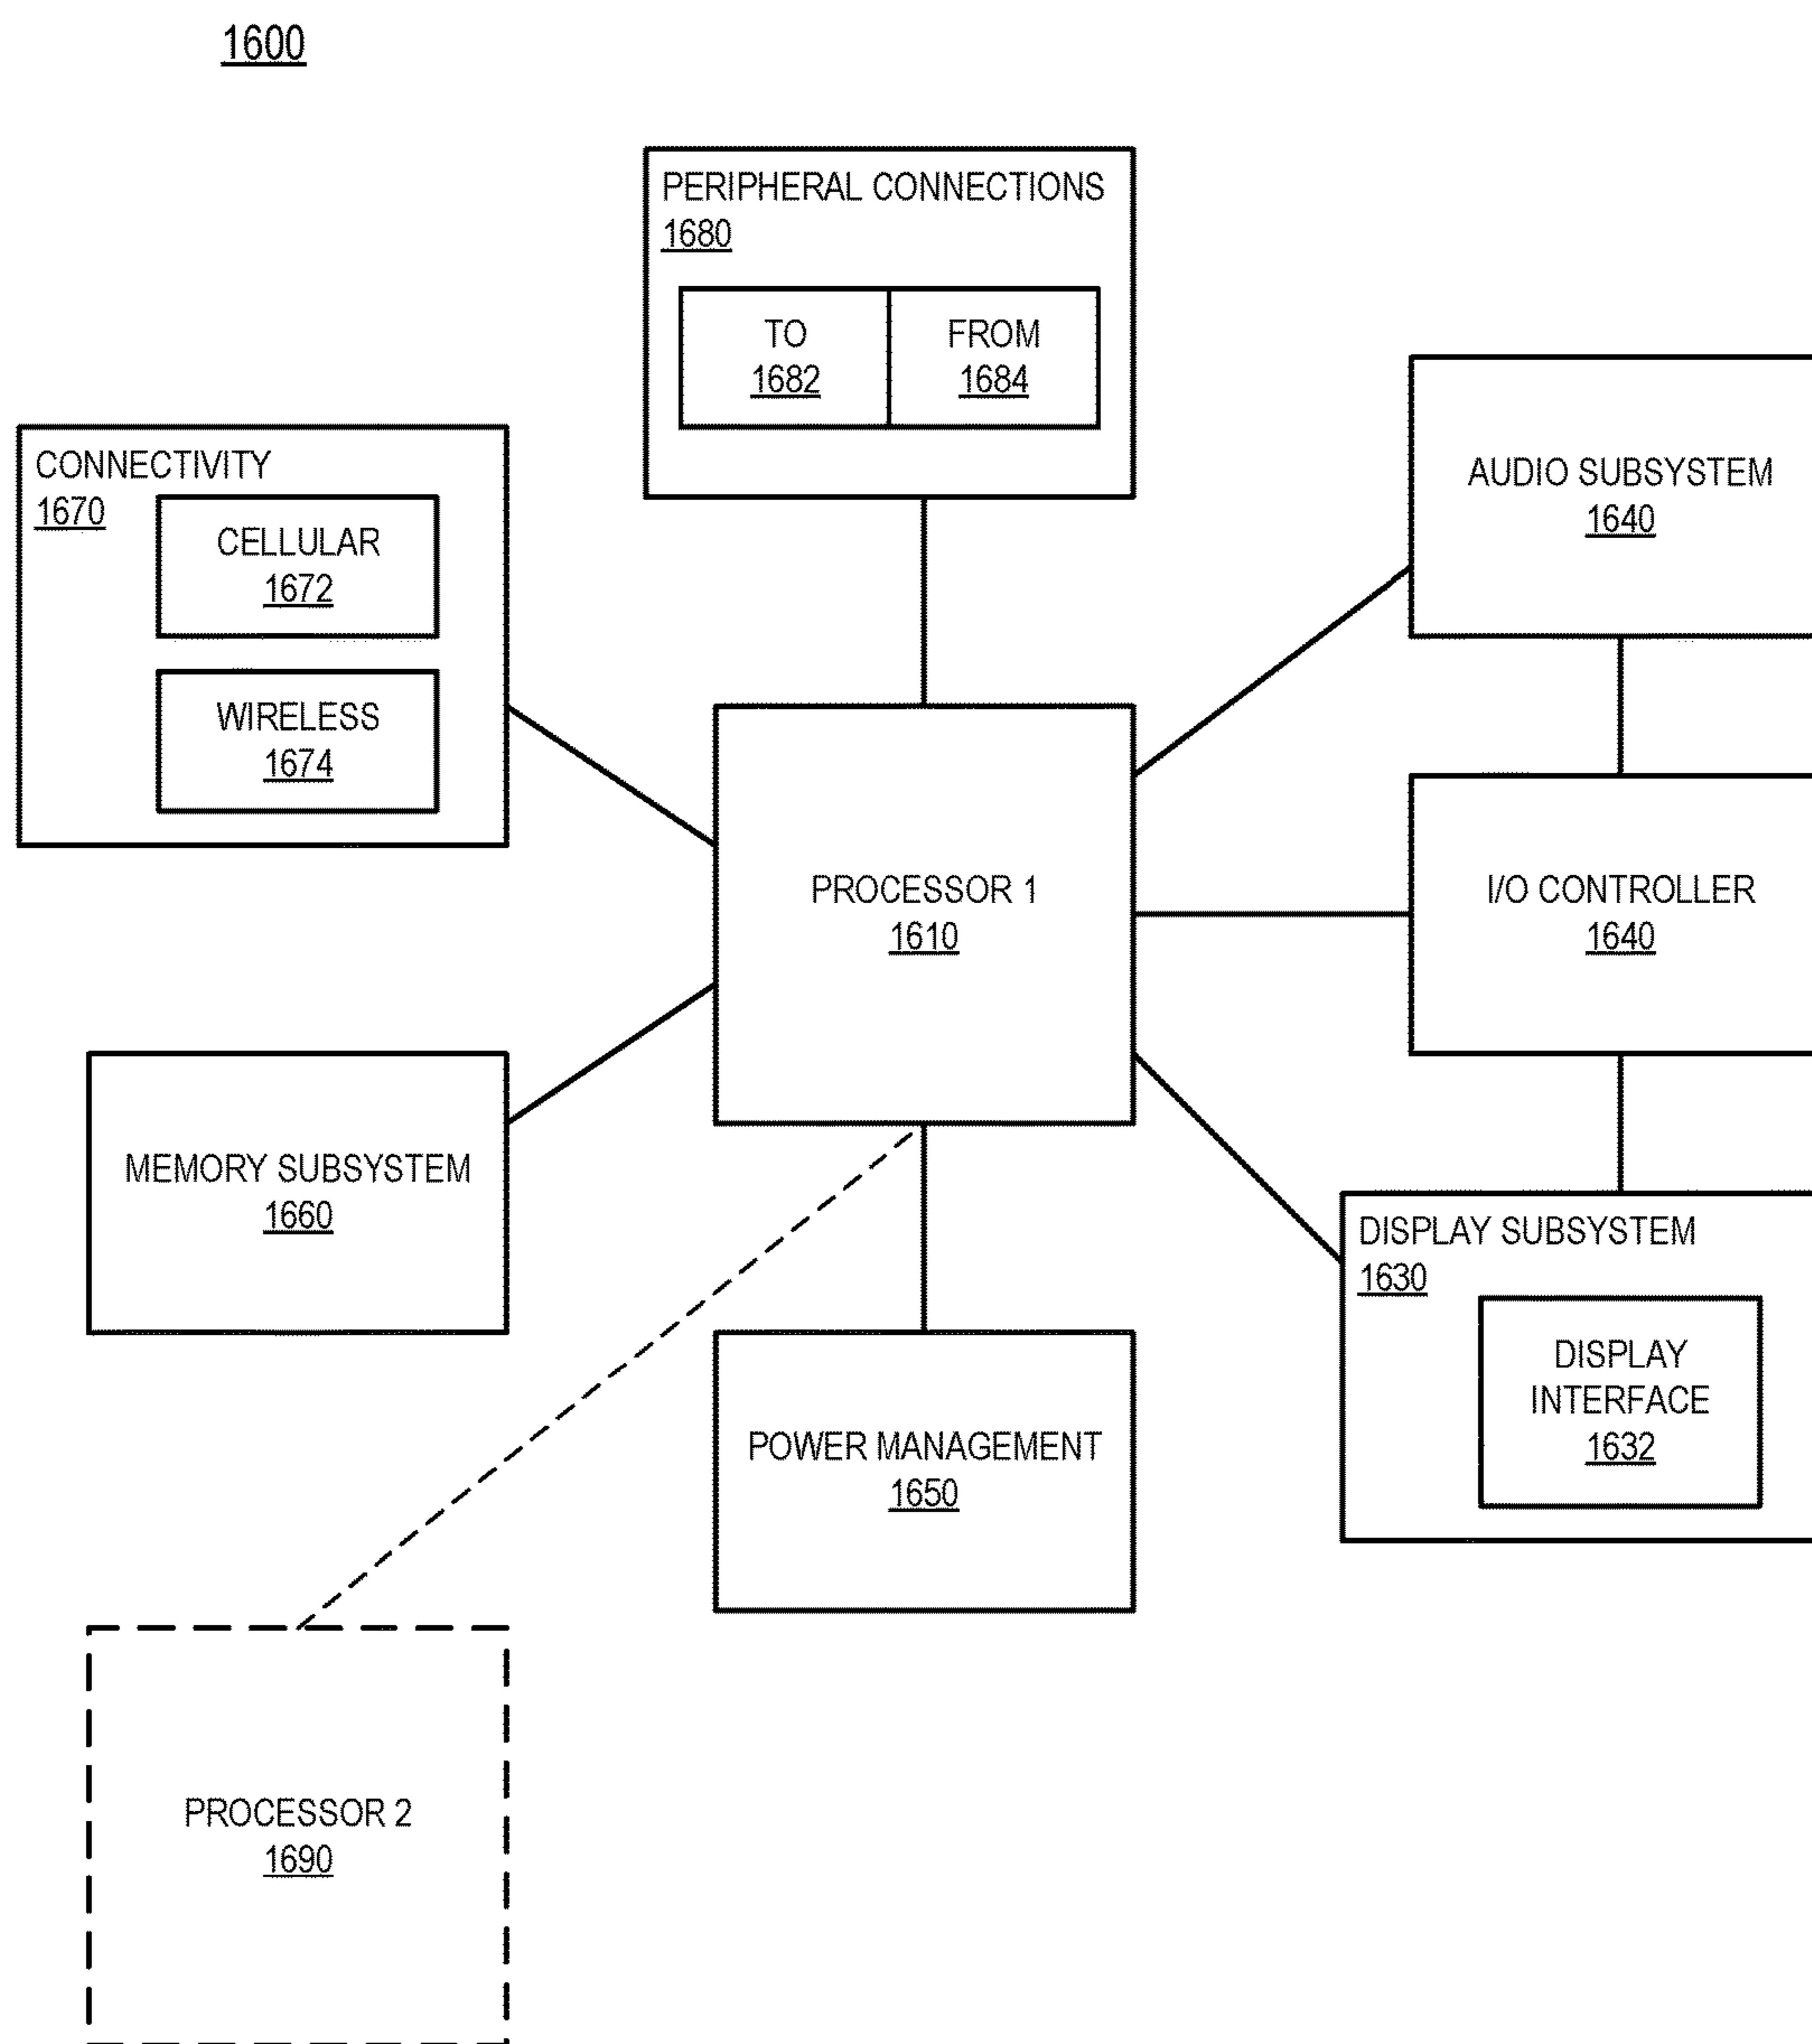 1600
PERIPHERAL CONNECTIONS
1680
TO
1682
FROM
1684
CONNECTIVITY
1670
CELLULAR
1672
WIRELESS
1674
AUDIO SUBSYSTEM
1640
PROCESSOR 1
1610
I/O CONTROLLER
1640
MEMORY SUBSYSTEM
1660
DISPLAY SUBSYSTEM
1630
DISPLAY
INTERFACE
1632
POWER MANAGEMENT
1650
PROCESSOR 2
1690